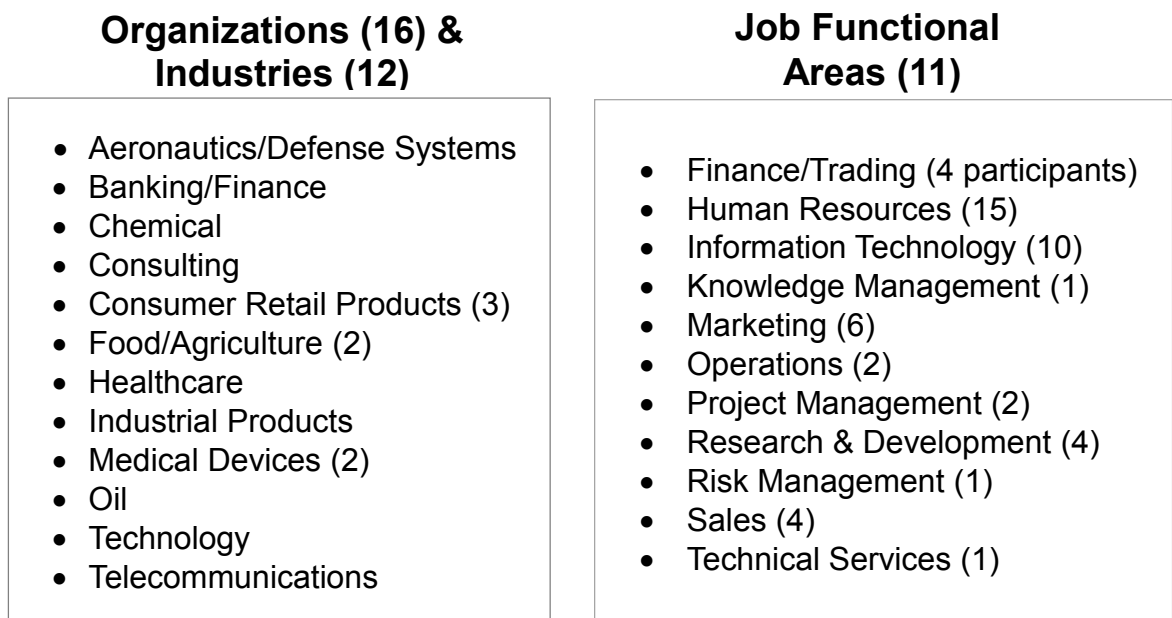 Organizations (16) &
Industries (12)
• Aeronautics/Defense Systems
• Banking/Finance
• Chemical
• Consulting
• Consumer Retail Products (3)
• Food/Agriculture (2)
• Healthcare
• Industrial Products
• Medical Devices (2)
• Oil
• Technology
• Telecommunications
Job Functional
Areas (11)
• Finance/Trading (4 participants)
• Human Resources (15)
• Information Technology (10)
• Knowledge Management (1)
• Marketing (6)
• Operations (2)
• Project Management (2)
• Research & Development (4)
• Risk Management (1)
• Sales (4)
• Technical Services (1)